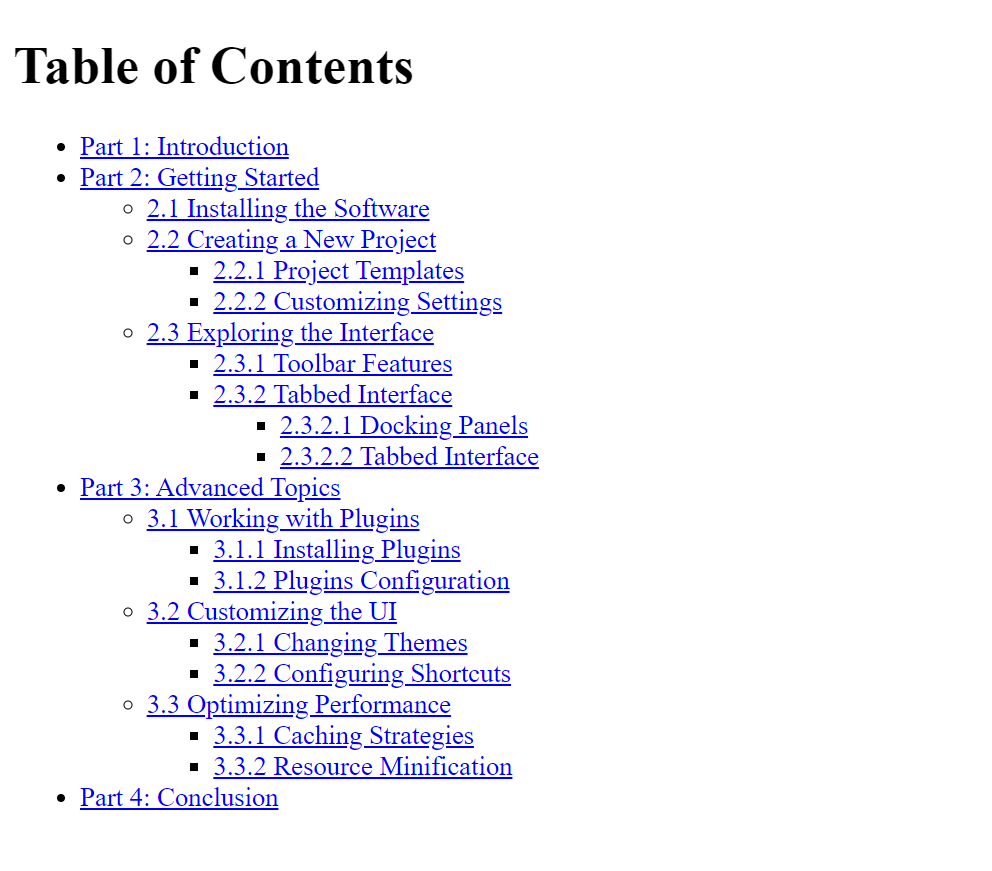 Table of Contents
Part 1: Introduction
Part 2: Getting Started
2.1 Installing the Software
2.2 Creating a New Project
2.2.1 Project Templates
2.2.2 Customizing Settings
2.3 Exploring the Interface
2.3.1 Toolbar Features
2.3.2 Tabbed Interface
2.3.2.1 Docking Panels
2.3.2.2 Tabbed Interface
Part 3: Advanced Topics
3.1 Working with Plugins
3.1.1 Installing Plugins
3.1.2 Plugins Configuration
3.2 Customizing the UI
3.2.1 Changing Themes
3.2.2 Configuring Shortcuts
3.3 Optimizing Performance
3.3.1 Caching Strategies
3.3.2 Resource Minification
Part 4: Conclusion